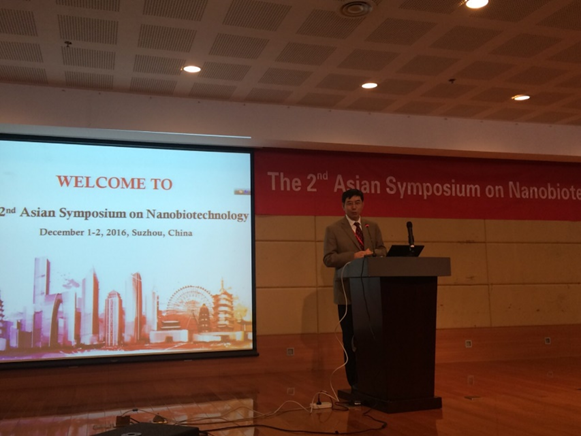 WELCOME TO
2nd Asian Symposium on Nanobiotechnology
December 1-2, 2016, Suzhou, China
The 2nd Asian Symposium on Nanobiote